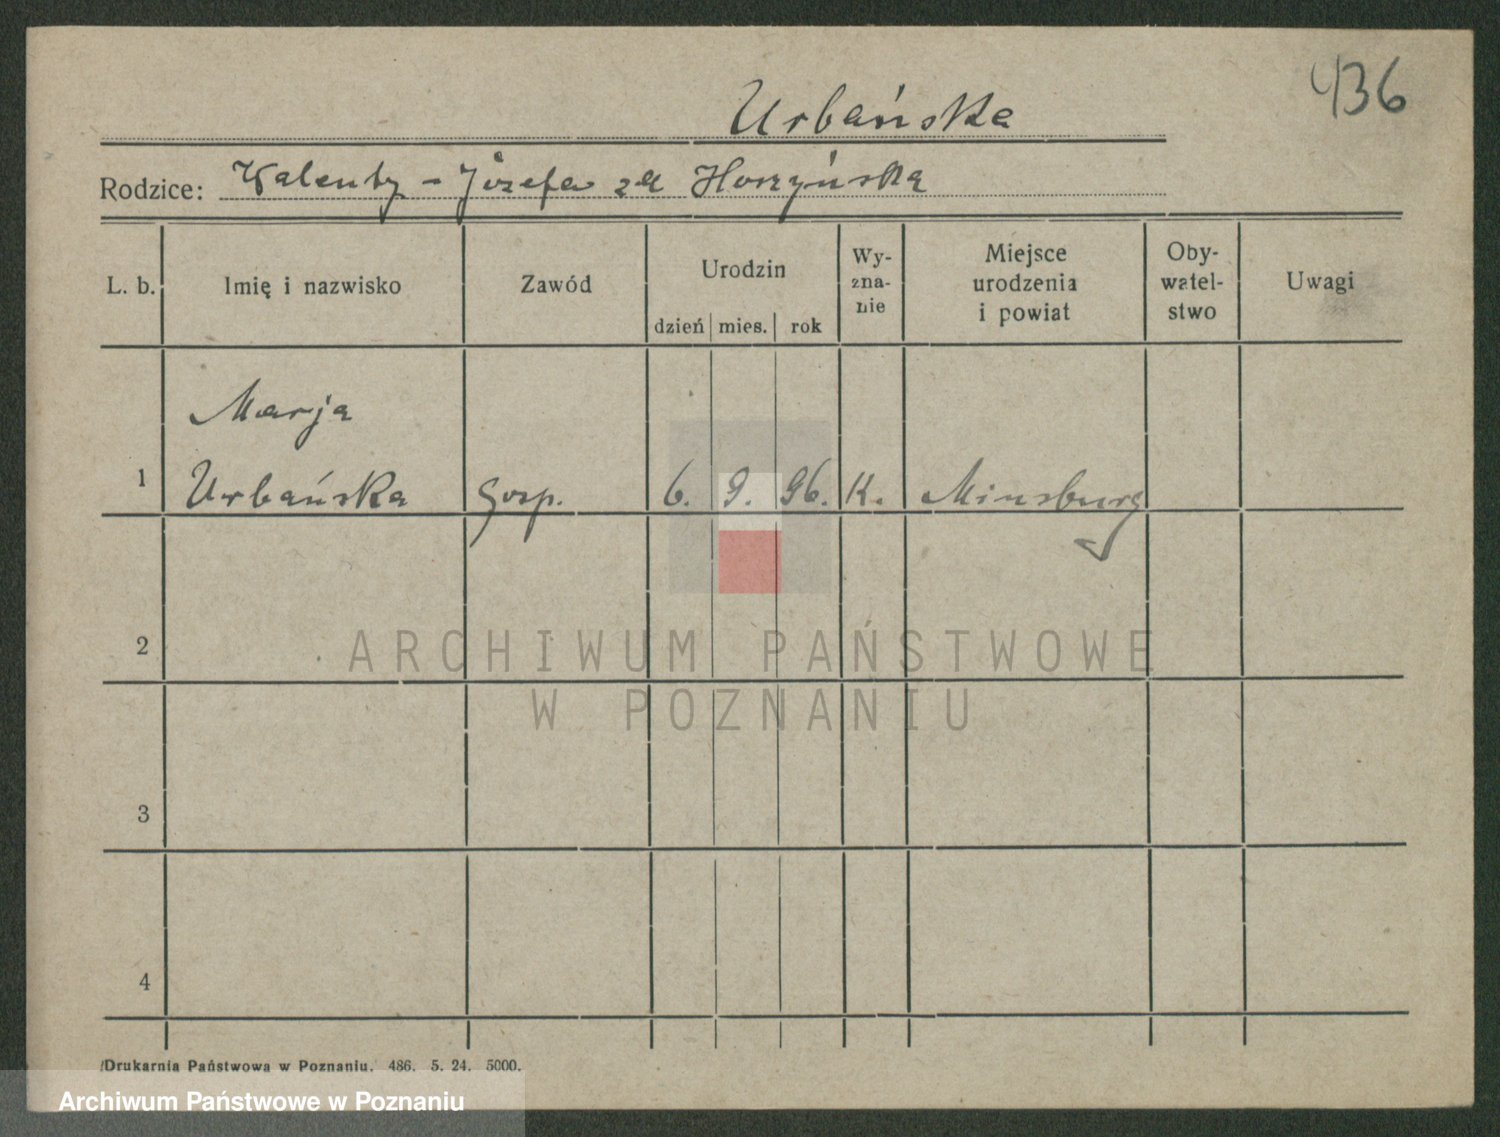 436
Urbańska
Rodzice: Walenty - Józefa zd Horzyńska
L. b. Imię i nazwisko Zawód Urodzin Wy-zna-nie Miejsce urodzenia i powiat Oby-watel-stwo Uwagi
dzień mies. rok
Marja
1 Urbańska gosp. 6. 9. 96. K. Minsburg
2
ARCHIWUM PAŃSTWOWE
W POZNANIU
3
4
Drukarnia Państwowa w Poznaniu. 486. 5. 24. 5000.
Archiwum Państwowe w Poznaniu